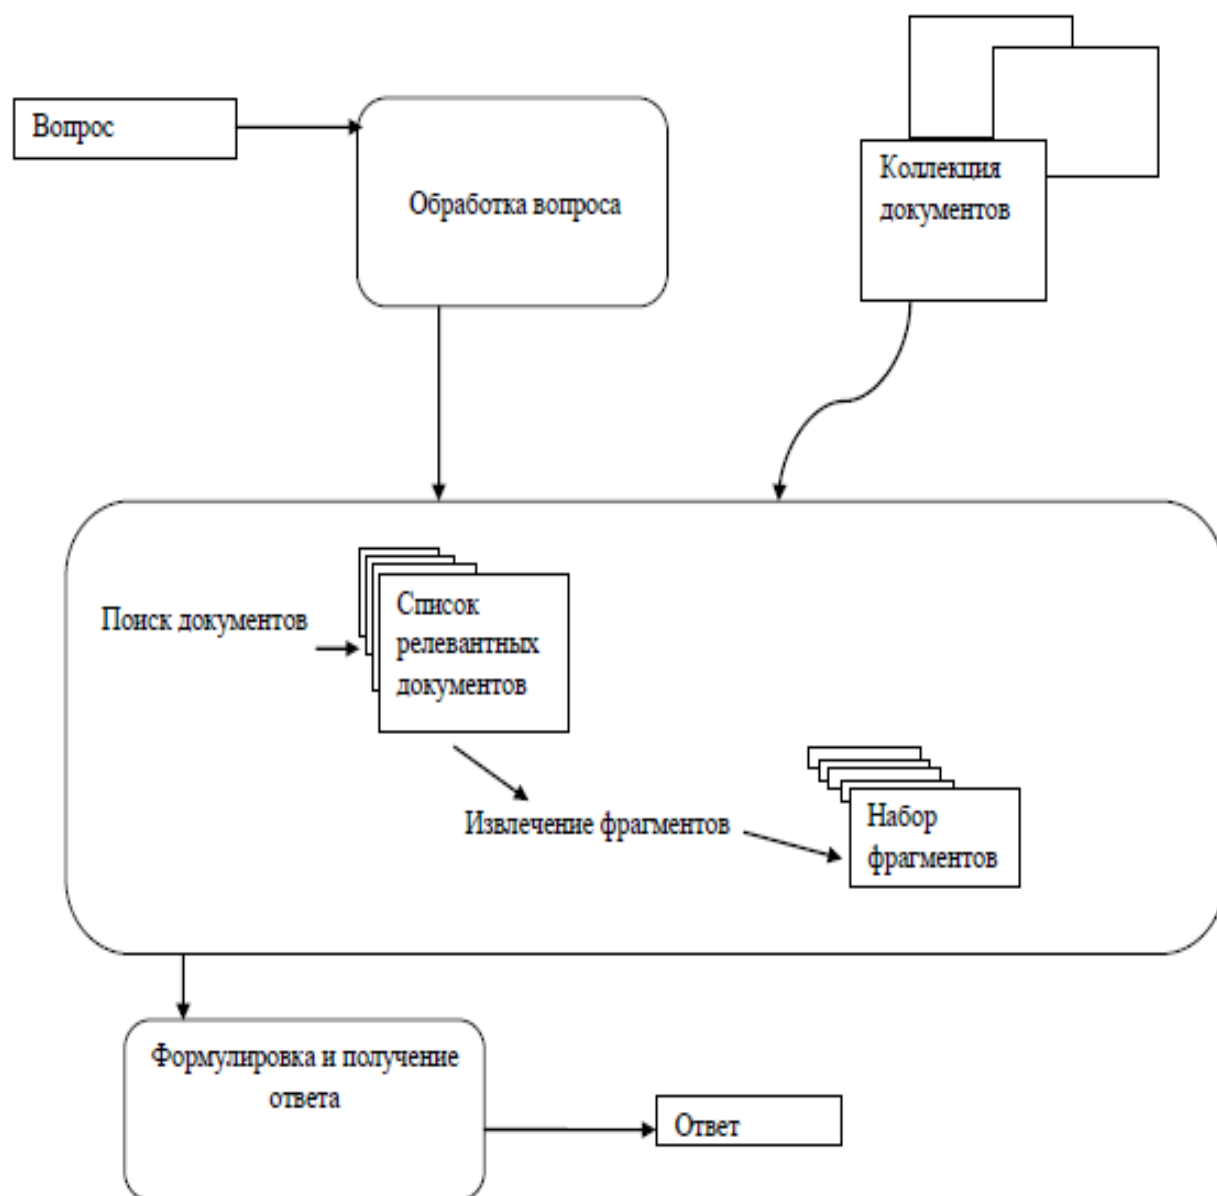 Вопрос
Обработка вопроса
Коллекция
документов
Поиск документов
Список
релевантных
документов
Извлечение фрагментов
Набор
фрагментов
Формулировка и получение
ответа
Ответ